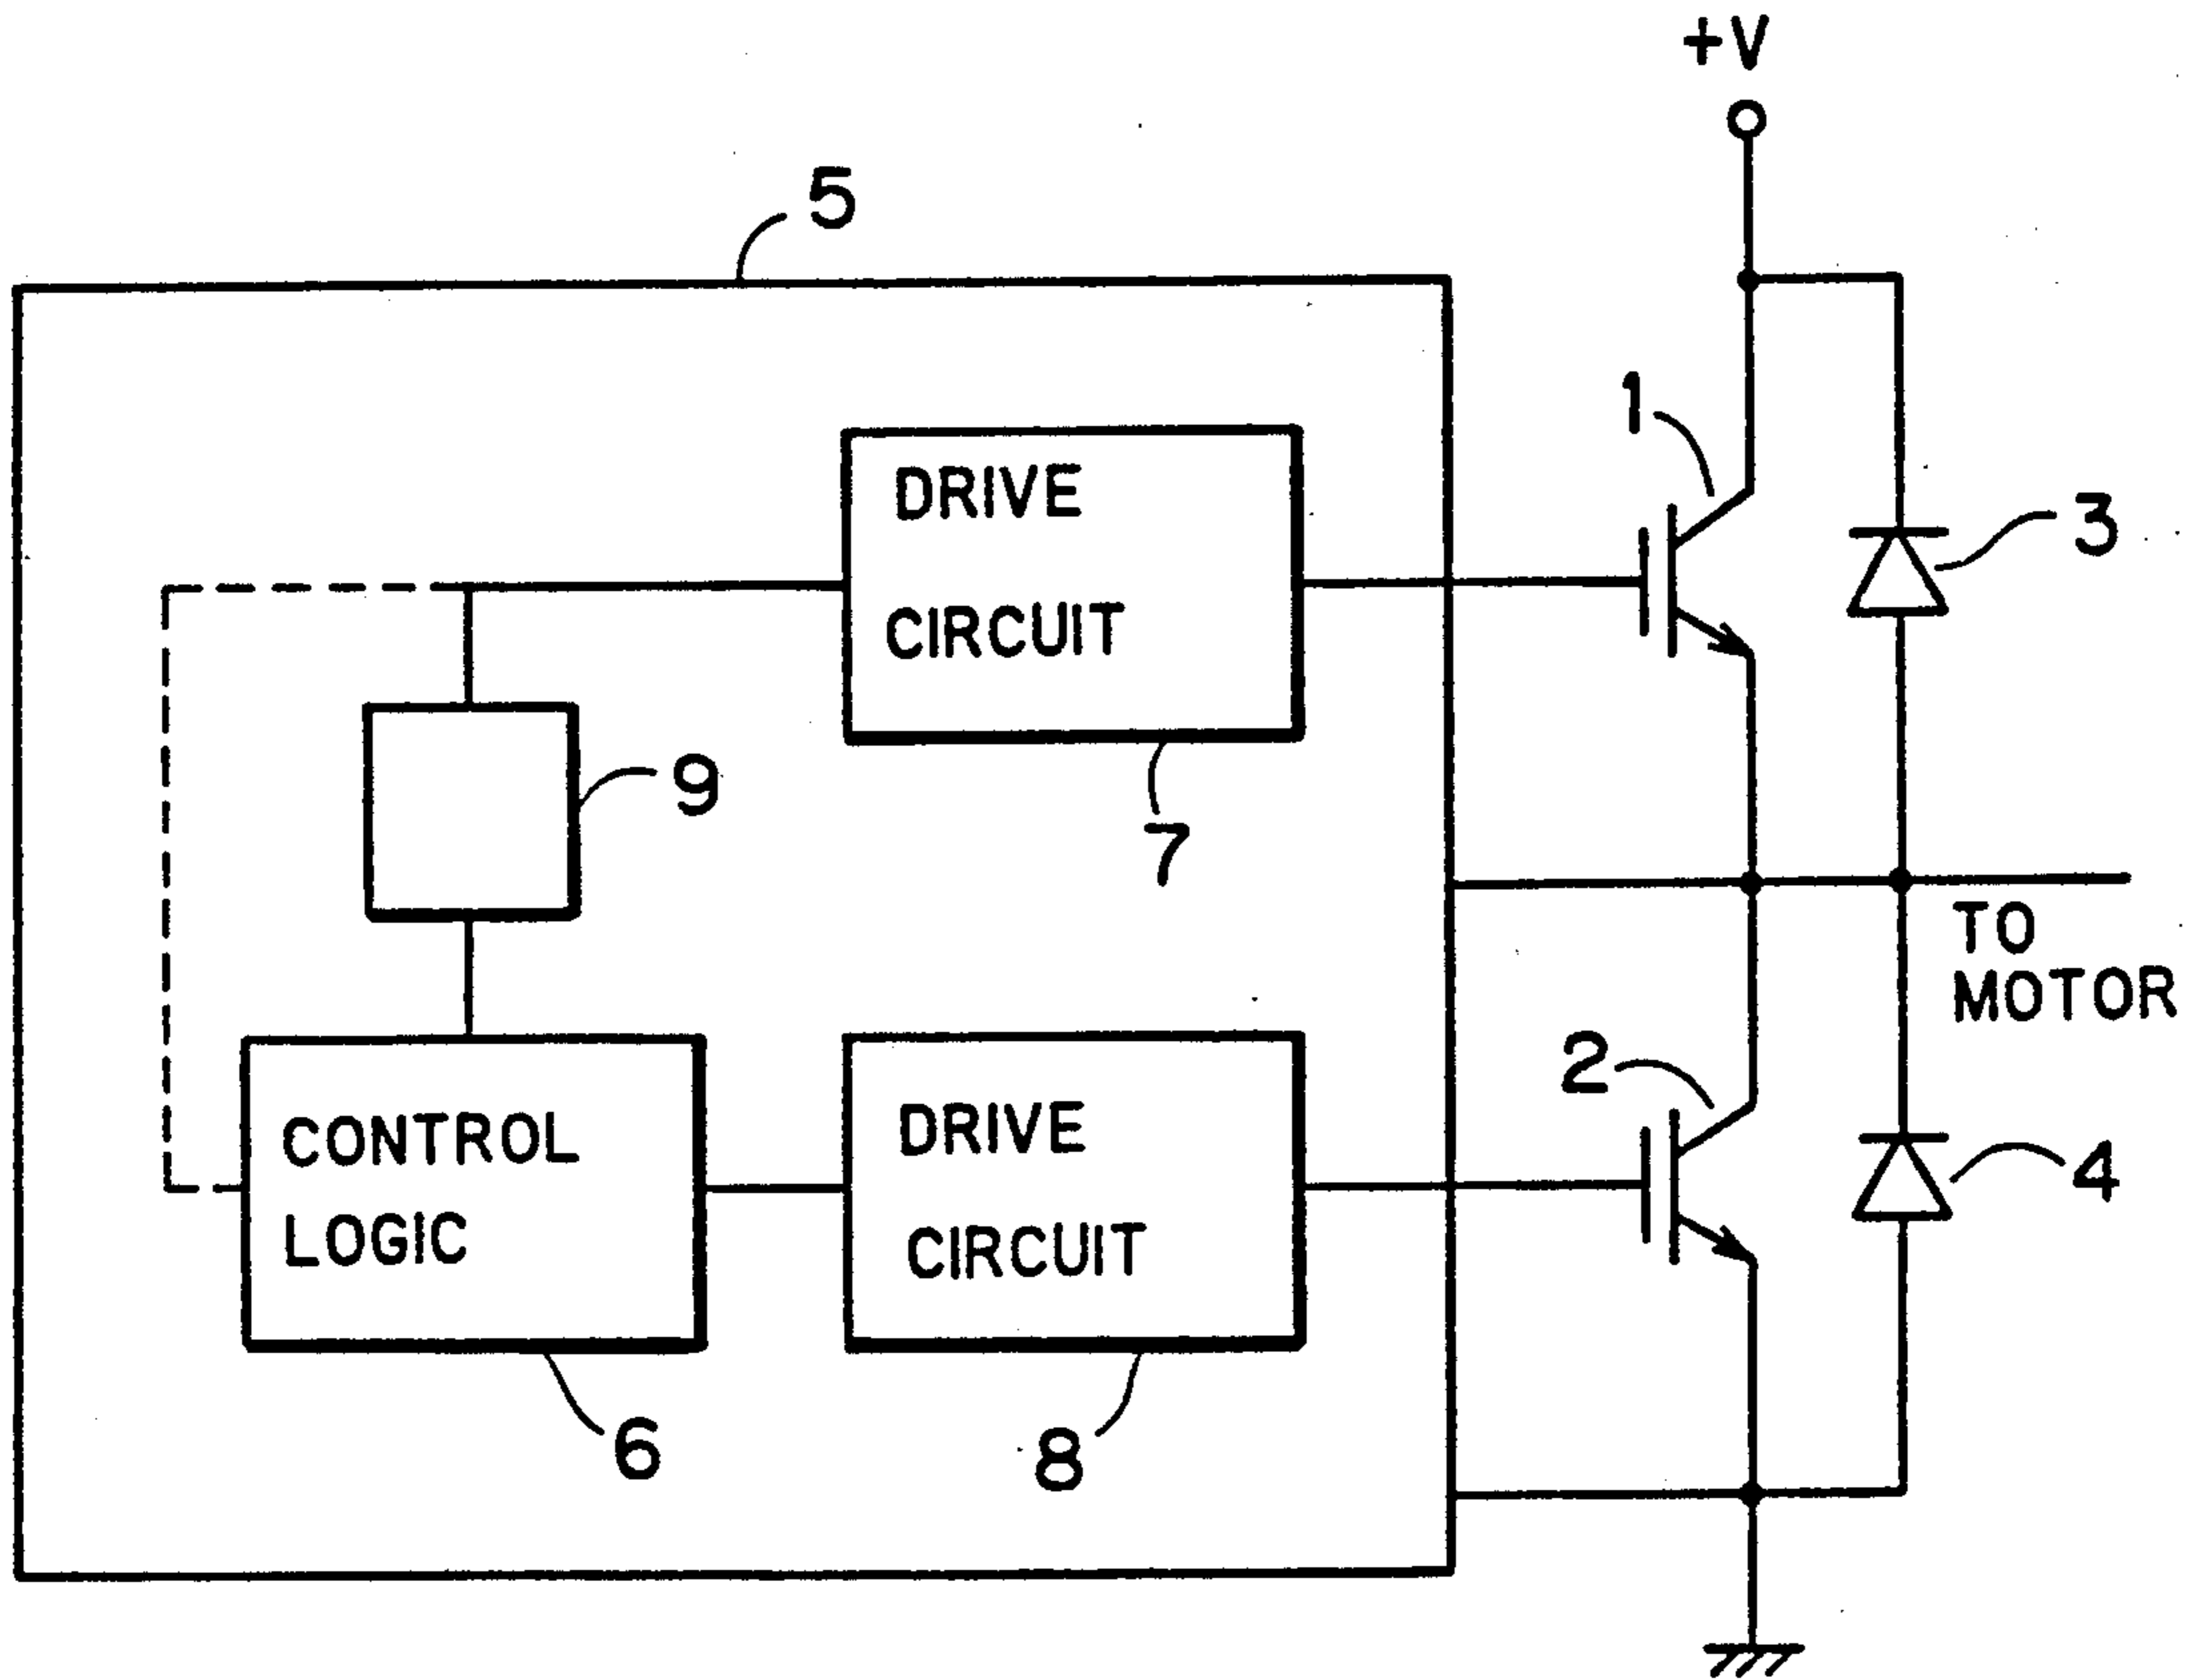 +V
5
1
DRIVE
CIRCUIT
3
9
7
TO
MOTOR
2
CONTROL
LOGIC
DRIVE
CIRCUIT
4
6
8